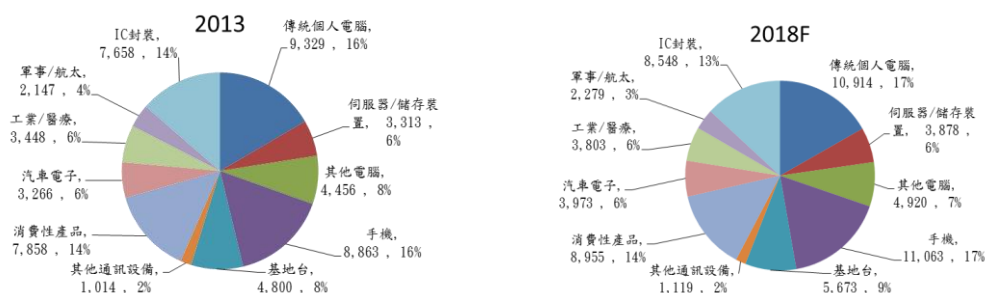 2013
IC封裝,
7,658 , 14%
傳統個人電腦,
9,329 , 16%
軍事/航太,
2,147 , 4%
伺服器/儲存裝
置, 3,313 ,
6%
工業/醫療,
3,448 , 6%
其他電腦,
4,456 , 8%
汽車電子,
3,266 , 6%
消費性產品,
7,858 , 14%
手機,
8,863 , 16%
其他通訊設備,
1,014 , 2%
基地台,
4,800 , 8%
2018F
IC封裝,
8,548 , 13%
傳統個人電腦,
10,914 , 17%
軍事/航太,
2,279 , 3%
伺服器/儲存裝
置, 3,878 ,
6%
工業/醫療,
3,803 , 6%
其他電腦,
4,920 , 7%
汽車電子,
3,973 , 6%
消費性產品,
8,955 , 14%
手機,
11,063 , 17%
其他通訊設備,
1,119 , 2%
基地台,
5,673 , 9%